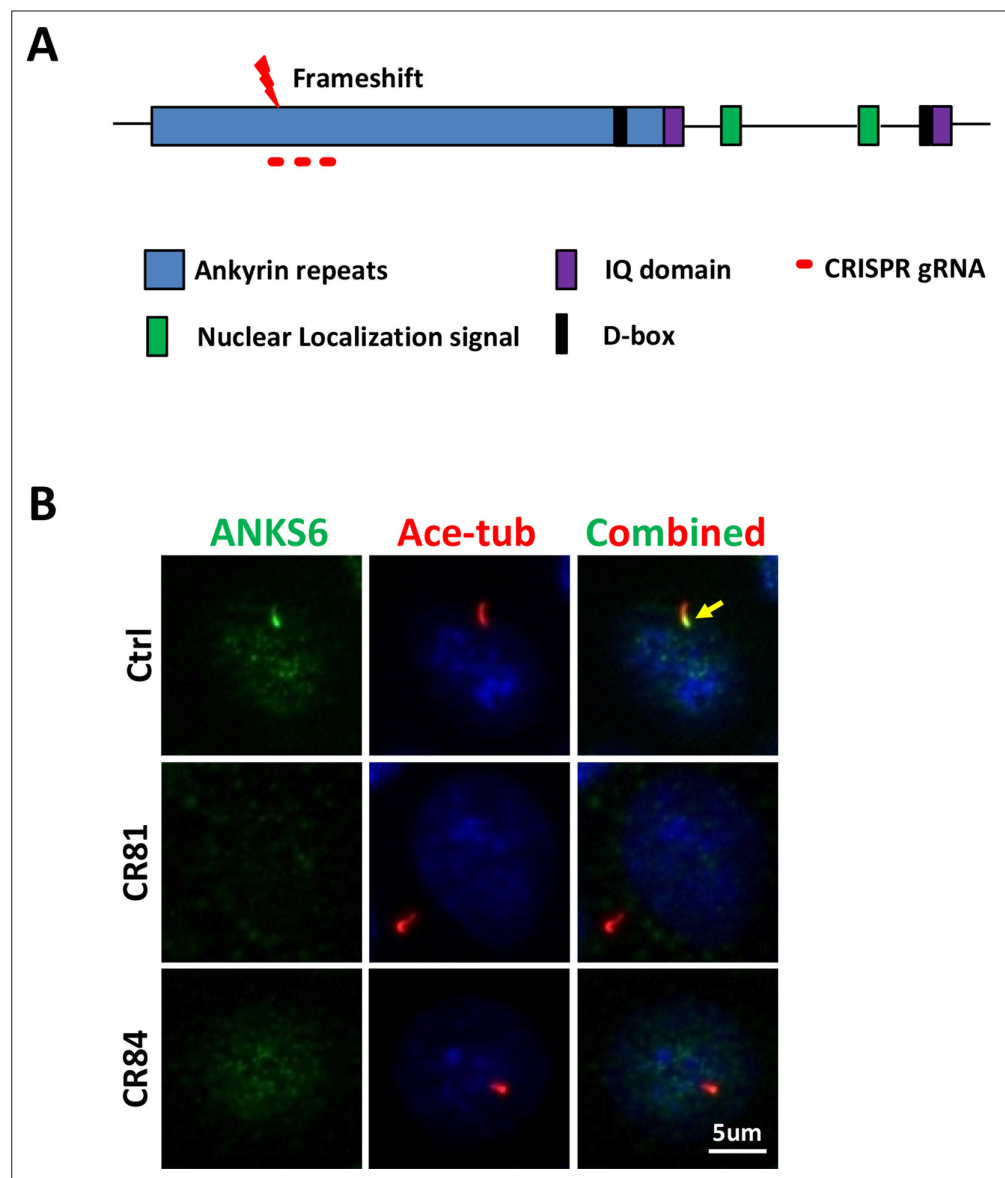 A
Frameshift
Ankyrin repeats
IQ domain
CRISPR gRNA
Nuclear Localization signal
D-box
B
ANKS6
Ace-tub
Combined
Ctrl
CR81
CR84
5um